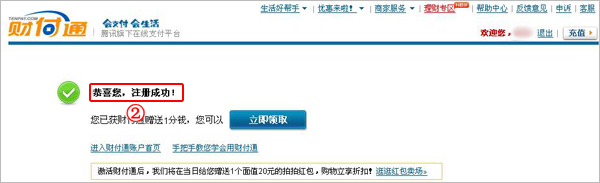 生活好帮手 | 优惠来啦! | 商家服务 | 理财专区 NEW | 帮助中心 | 反馈意见 | 申诉 | 客服
TENPAY.COM
财付通
会支付 会生活
腾讯旗下在线支付平台
欢迎您, 退出 充值
恭喜您，注册成功！
②
您已获财付通赠送1分钱，您可以 立即领取
进入财付通账户首页 手把手教您学会用财付通
激活财付通后，我们将在当日给您赠送1个面值20元的拍拍红包，购物立享折扣！逛逛红包卖场»